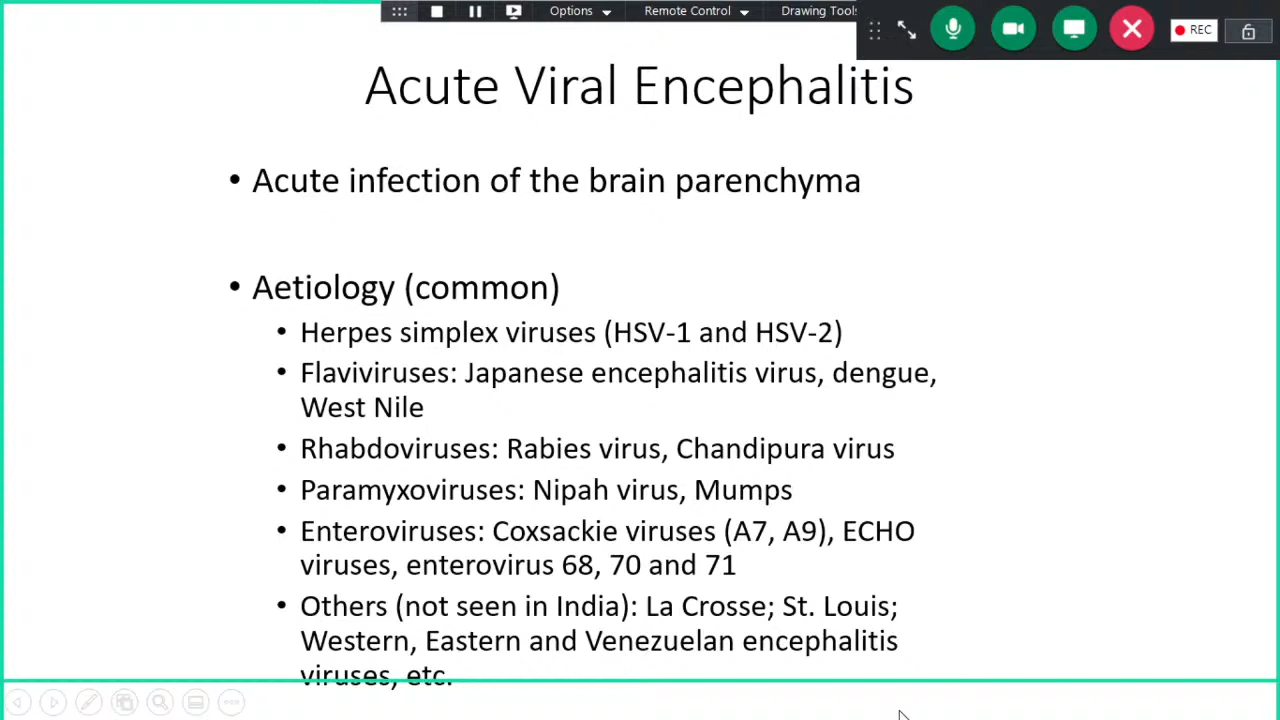 Options
Remote Control
Drawing Tools
REC
Acute Viral Encephalitis
• Acute infection of the brain parenchyma
• Aetiology (common)
• Herpes simplex viruses (HSV-1 and HSV-2)
• Flaviviruses: Japanese encephalitis virus, dengue,
West Nile
• Rhabdoviruses: Rabies virus, Chandipura virus
• Paramyxoviruses: Nipah virus, Mumps
• Enteroviruses: Coxsackie viruses (A7, A9), ECHO
viruses, enterovirus 68, 70 and 71
• Others (not seen in India): La Crosse; St. Louis;
Western, Eastern and Venezuelan encephalitis
viruses, etc.